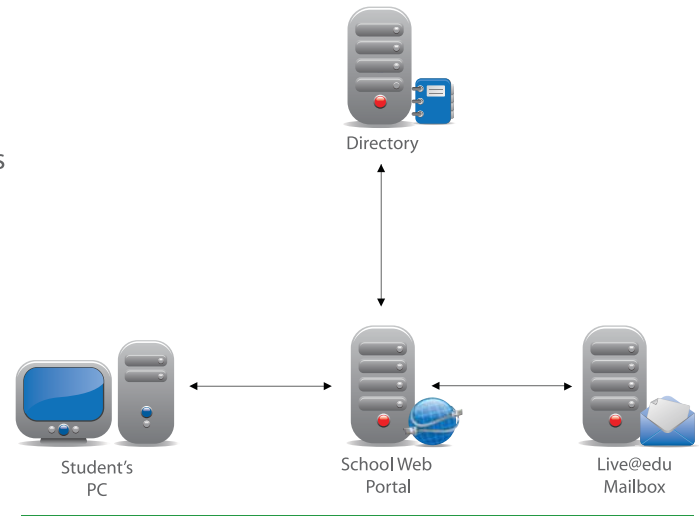 Directory
s
Student's
PC
School Web
Portal
Live@edu
Mailbox